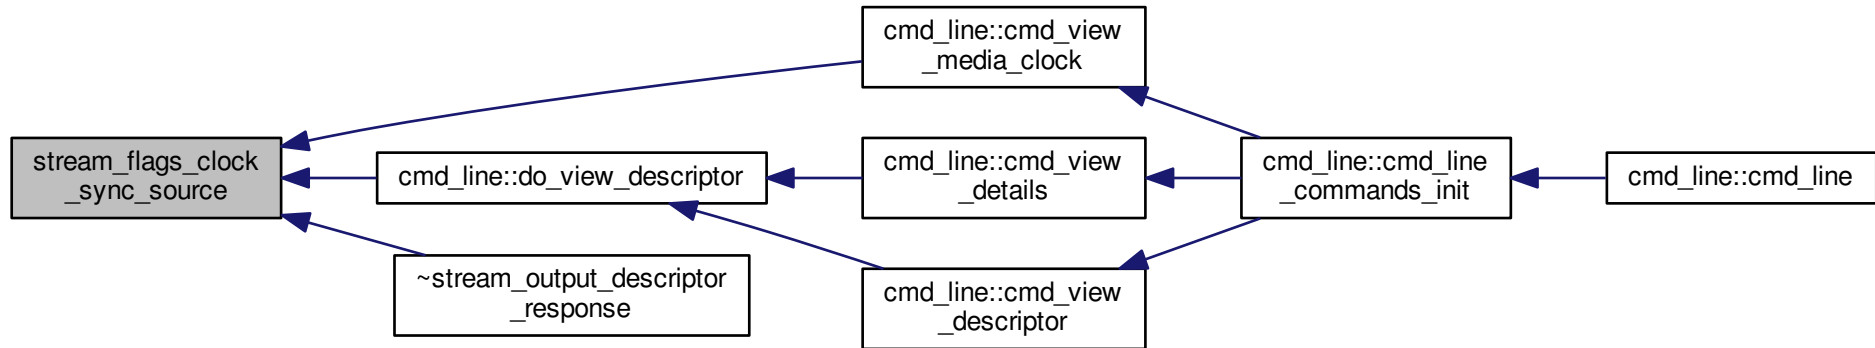 stream_flags_clock
_sync_source
cmd_line::do_view_descriptor
~stream_output_descriptor
_response
cmd_line::cmd_view
_media_clock
cmd_line::cmd_view
_details
cmd_line::cmd_view
_descriptor
cmd_line::cmd_line
_commands_init
cmd_line::cmd_line